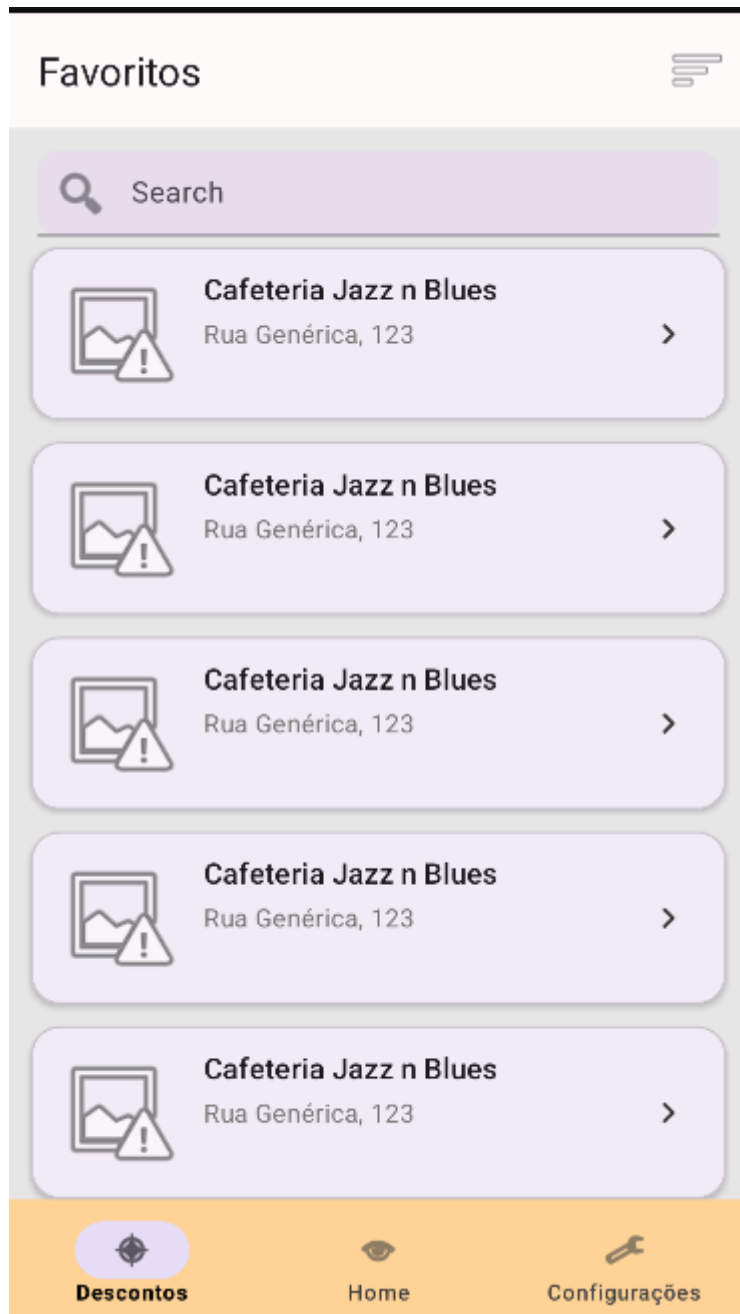 Favoritos
Search
Cafeteria Jazz n Blues
Rua Genérica, 123
Cafeteria Jazz n Blues
Rua Genérica, 123
Cafeteria Jazz n Blues
Rua Genérica, 123
Cafeteria Jazz n Blues
Rua Genérica, 123
Cafeteria Jazz n Blues
Rua Genérica, 123
Descontos
Home
Configurações